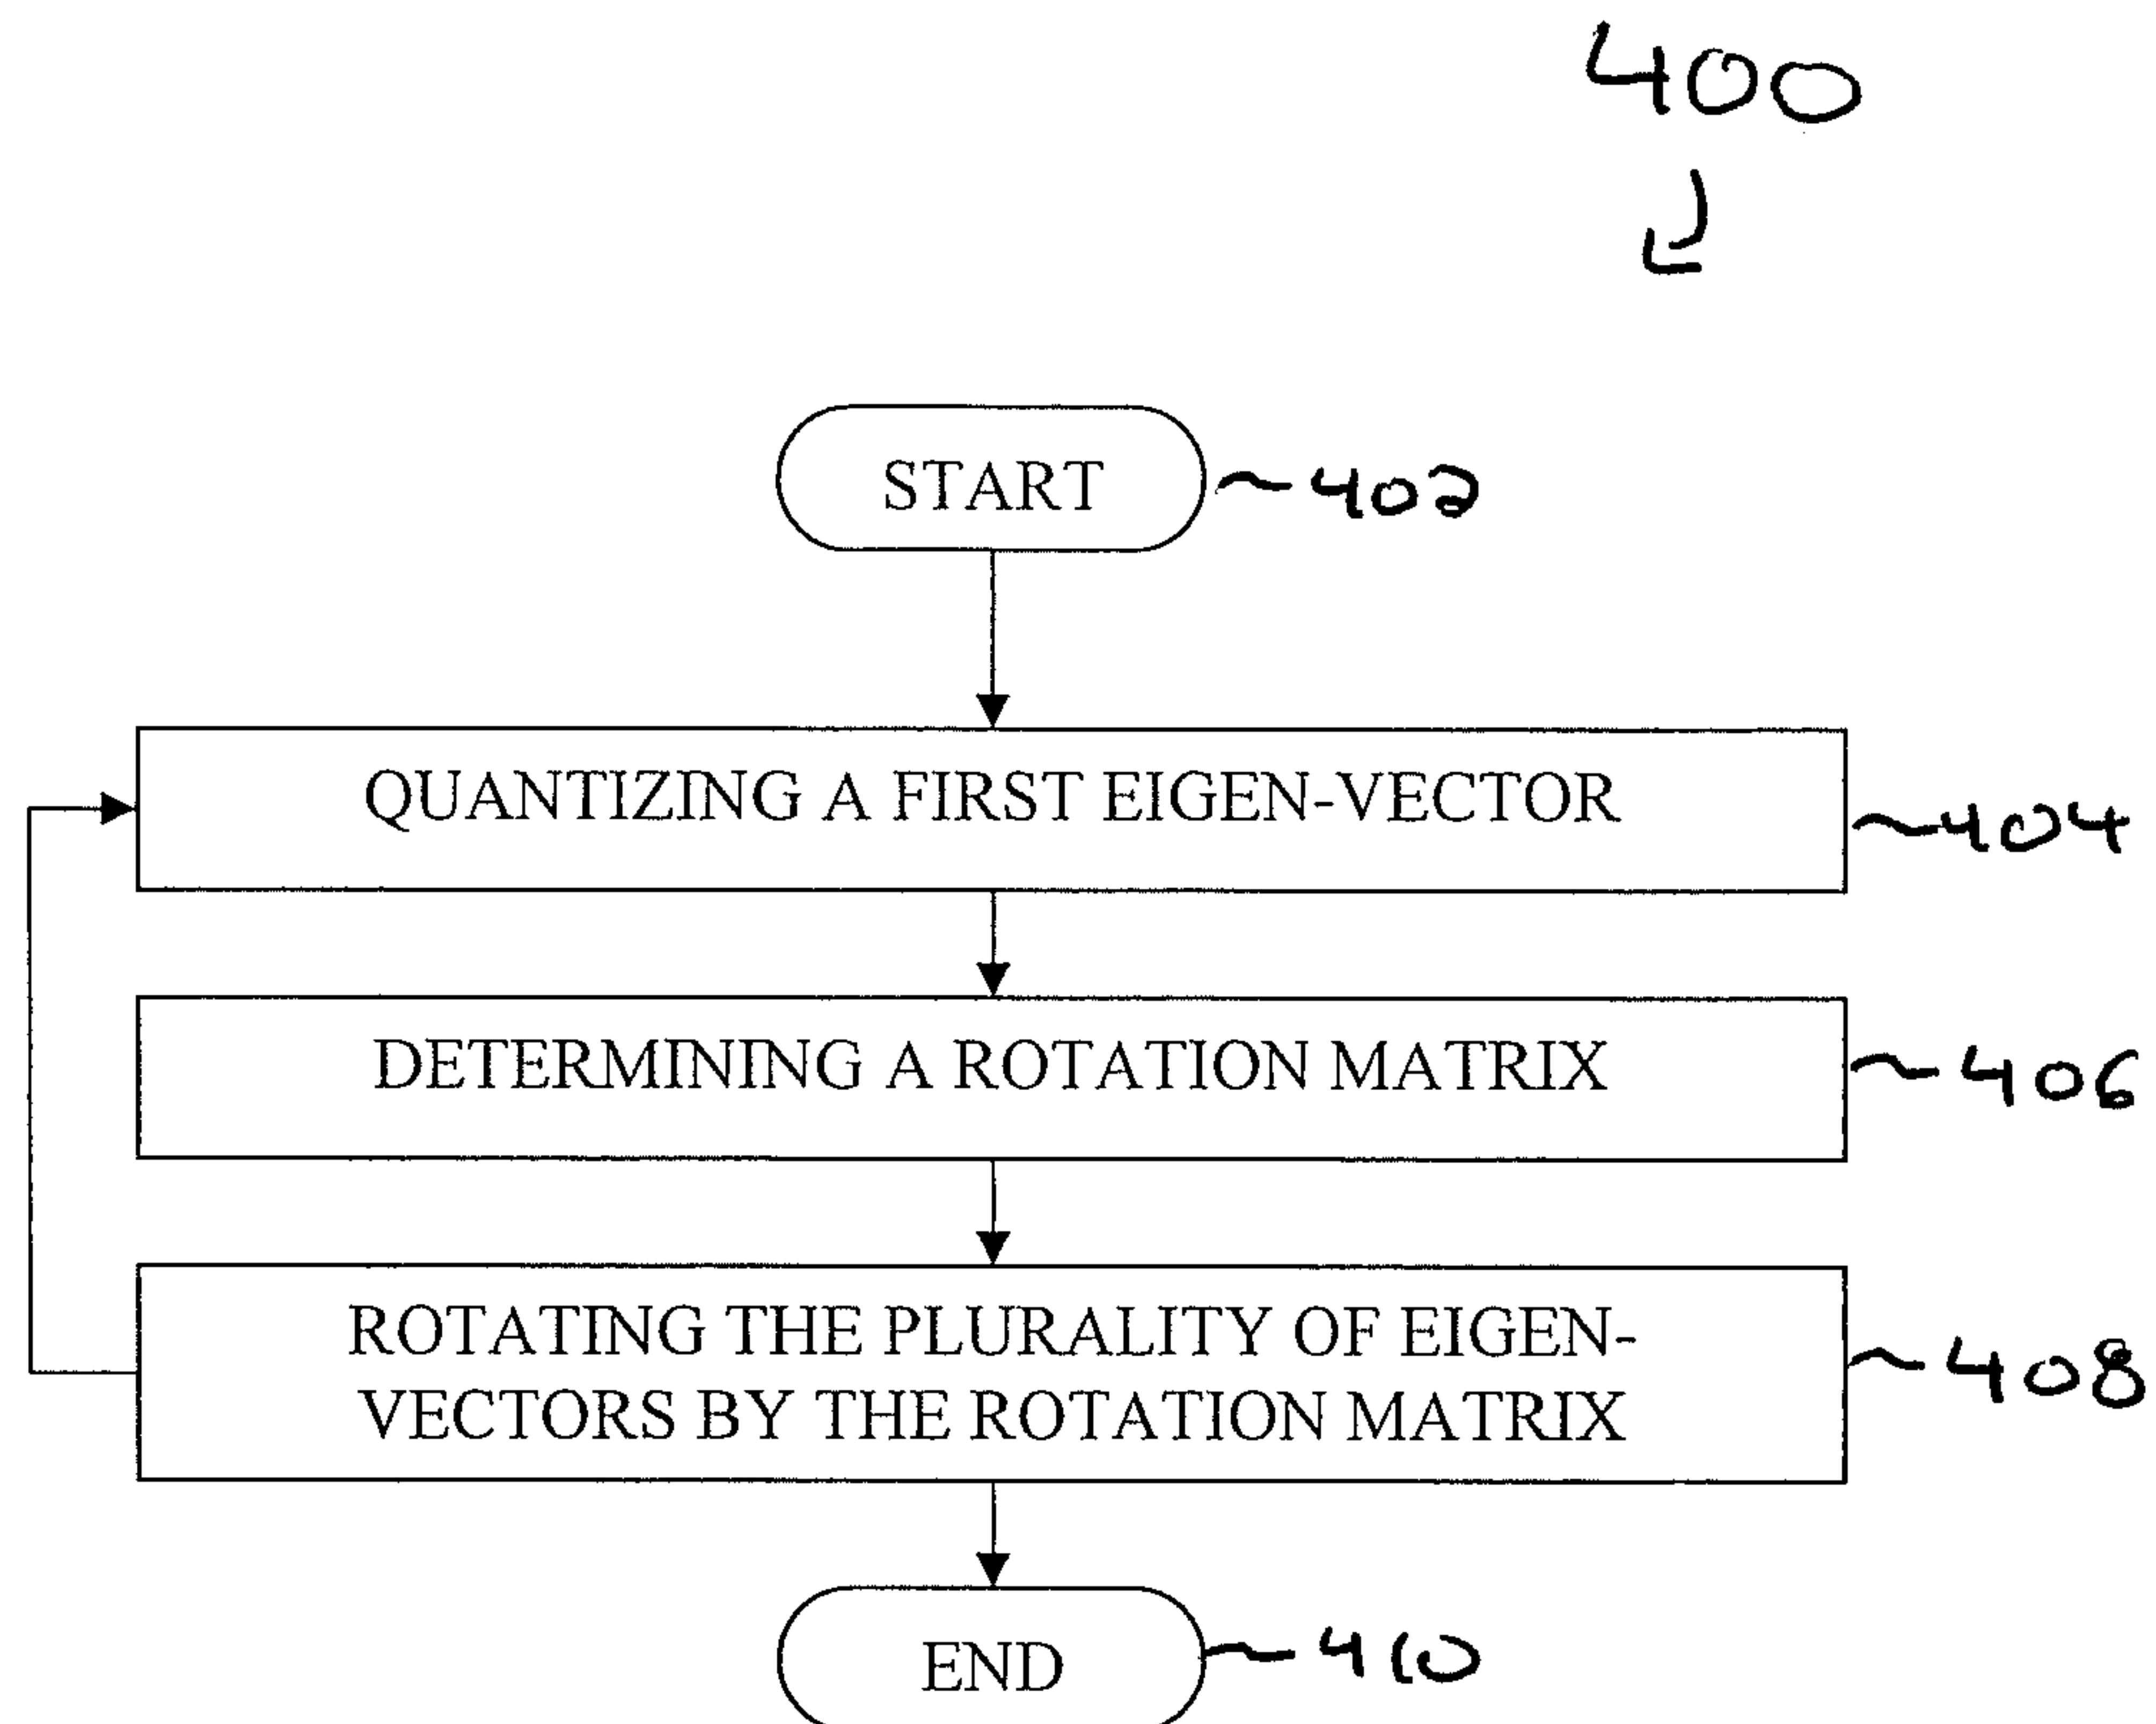 400
START ~402
QUANTIZING A FIRST EIGEN-VECTOR ~404
DETERMINING A ROTATION MATRIX ~406
ROTATING THE PLURALITY OF EIGEN-
VECTORS BY THE ROTATION MATRIX ~408
END ~410